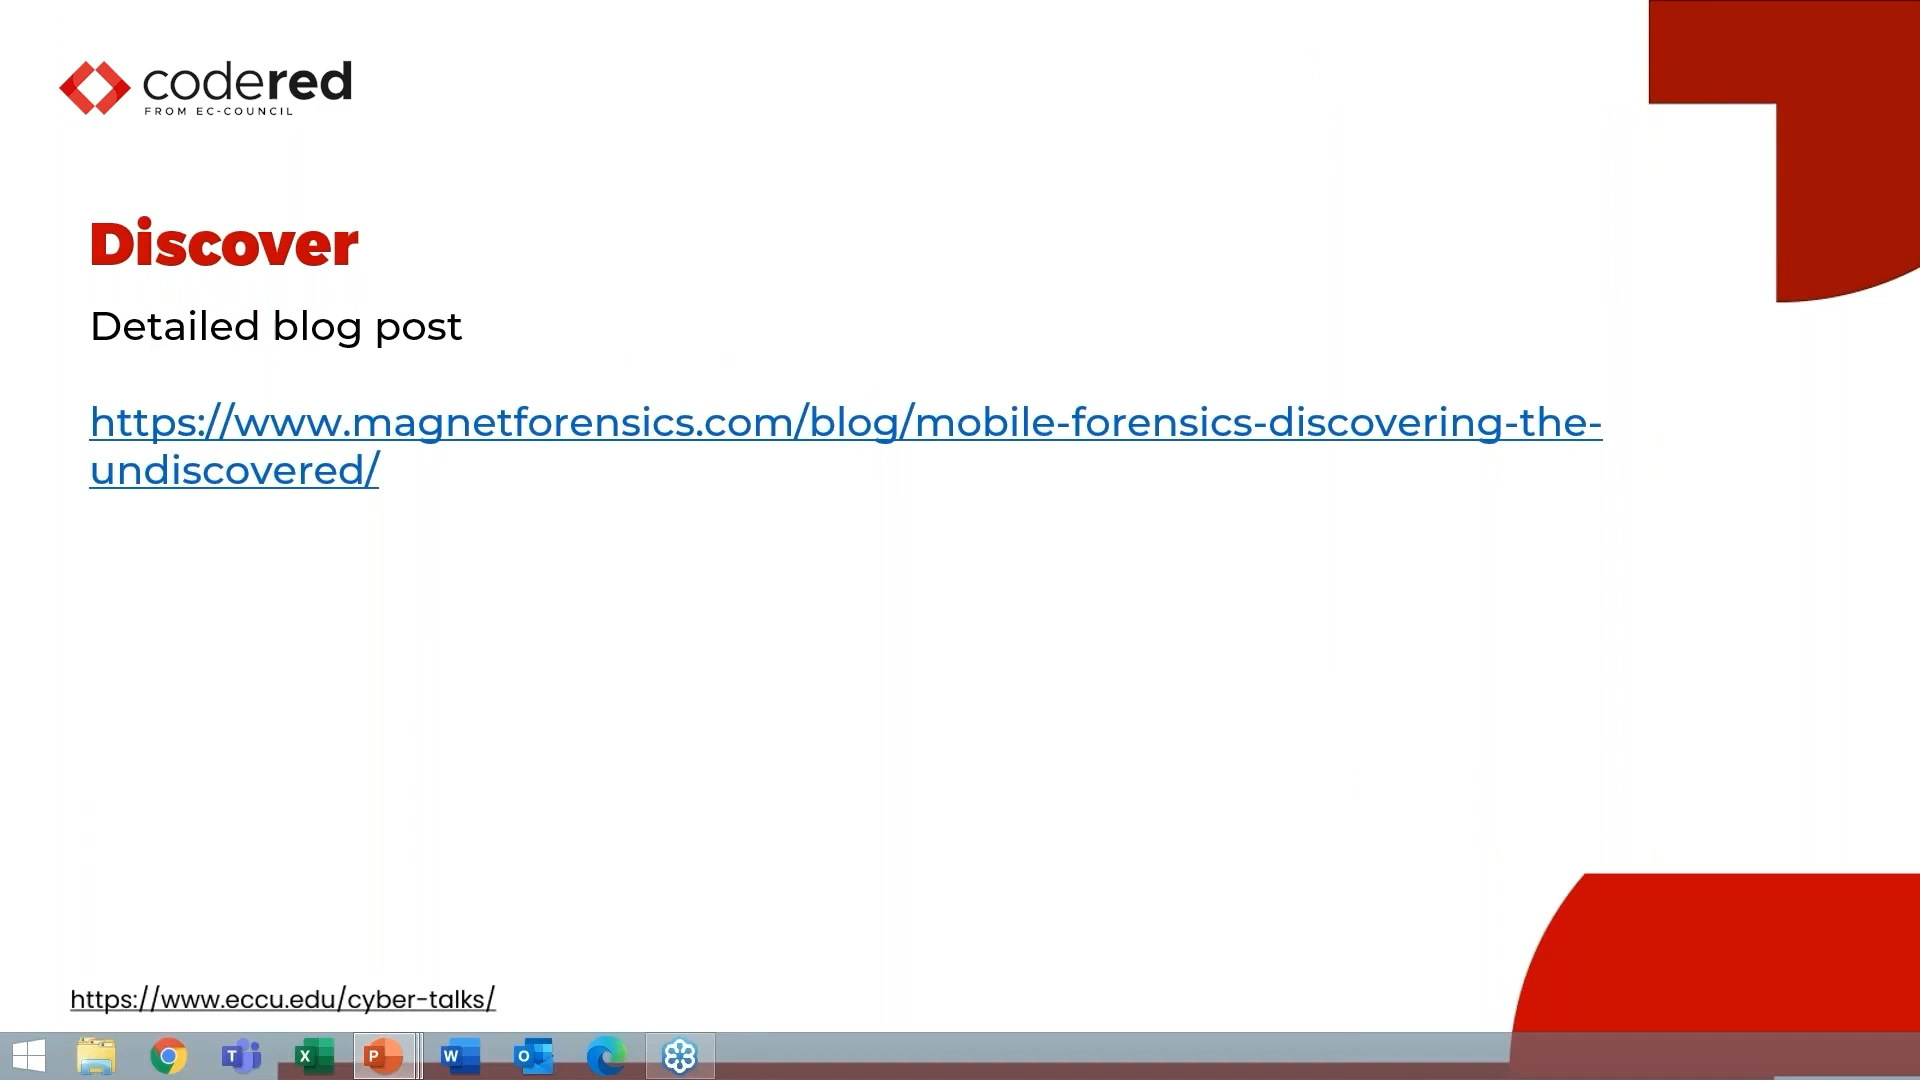 codered
FROM EC-COUNCIL
Discover
Detailed blog post
https://www.magnetforensics.com/blog/mobile-forensics-discovering-the-
undiscovered/
https://www.eccu.edu/cyber-talks/
T X P W O